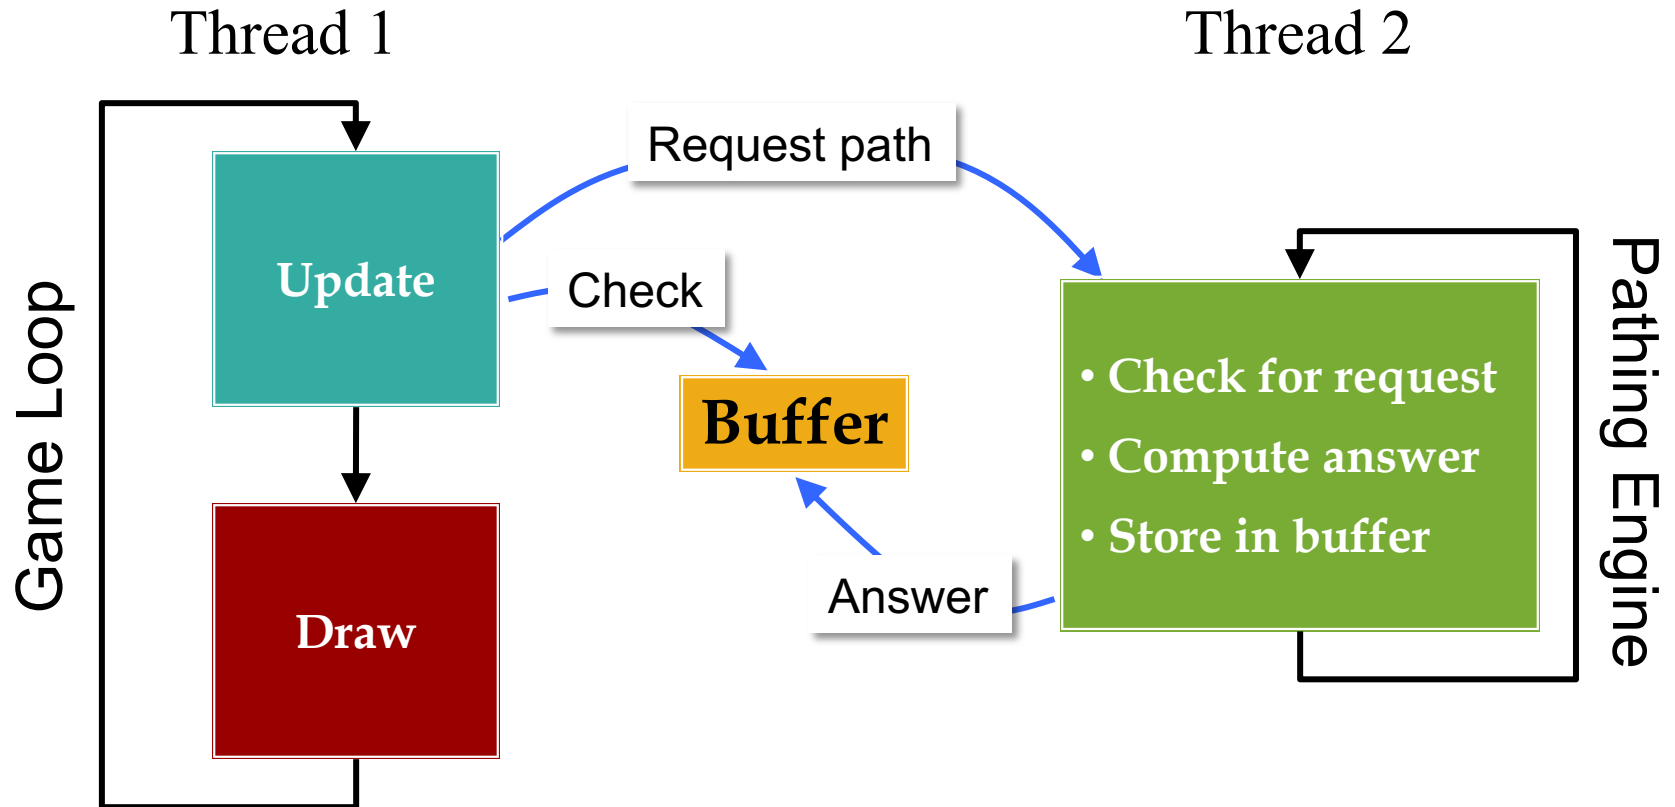 Thread 1
Thread 2
Game Loop
Update
Draw
Request path
Check
Buffer
Answer
• Check for request
• Compute answer
• Store in buffer
Pathing Engine